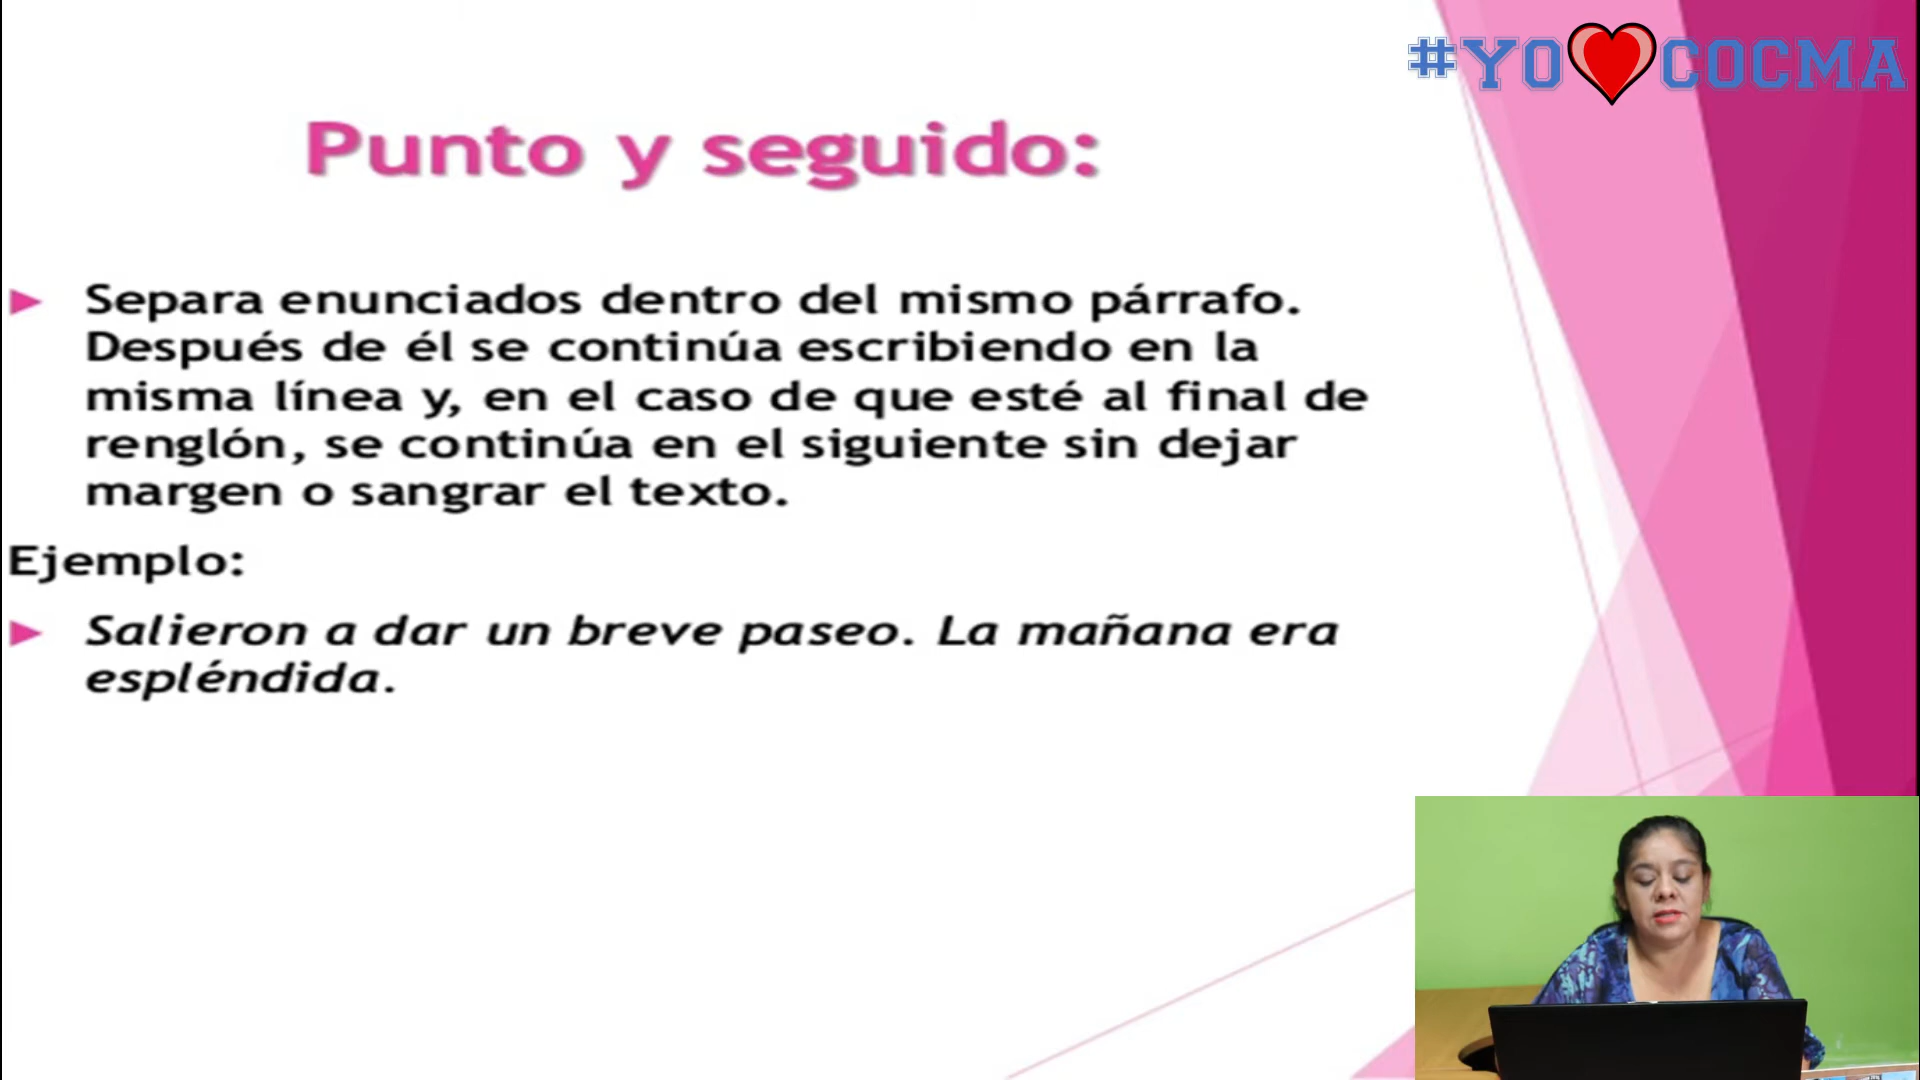 #YO COCMA
Punto y seguido:
Separa enunciados dentro del mismo párrafo.
Después de él se continúa escribiendo en la
misma línea y, en el caso de que esté al final de
renglón, se continúa en el siguiente sin dejar
margen o sangrar el texto.
Ejemplo:
Salieron a dar un breve paseo. La mañana era
espléndida.